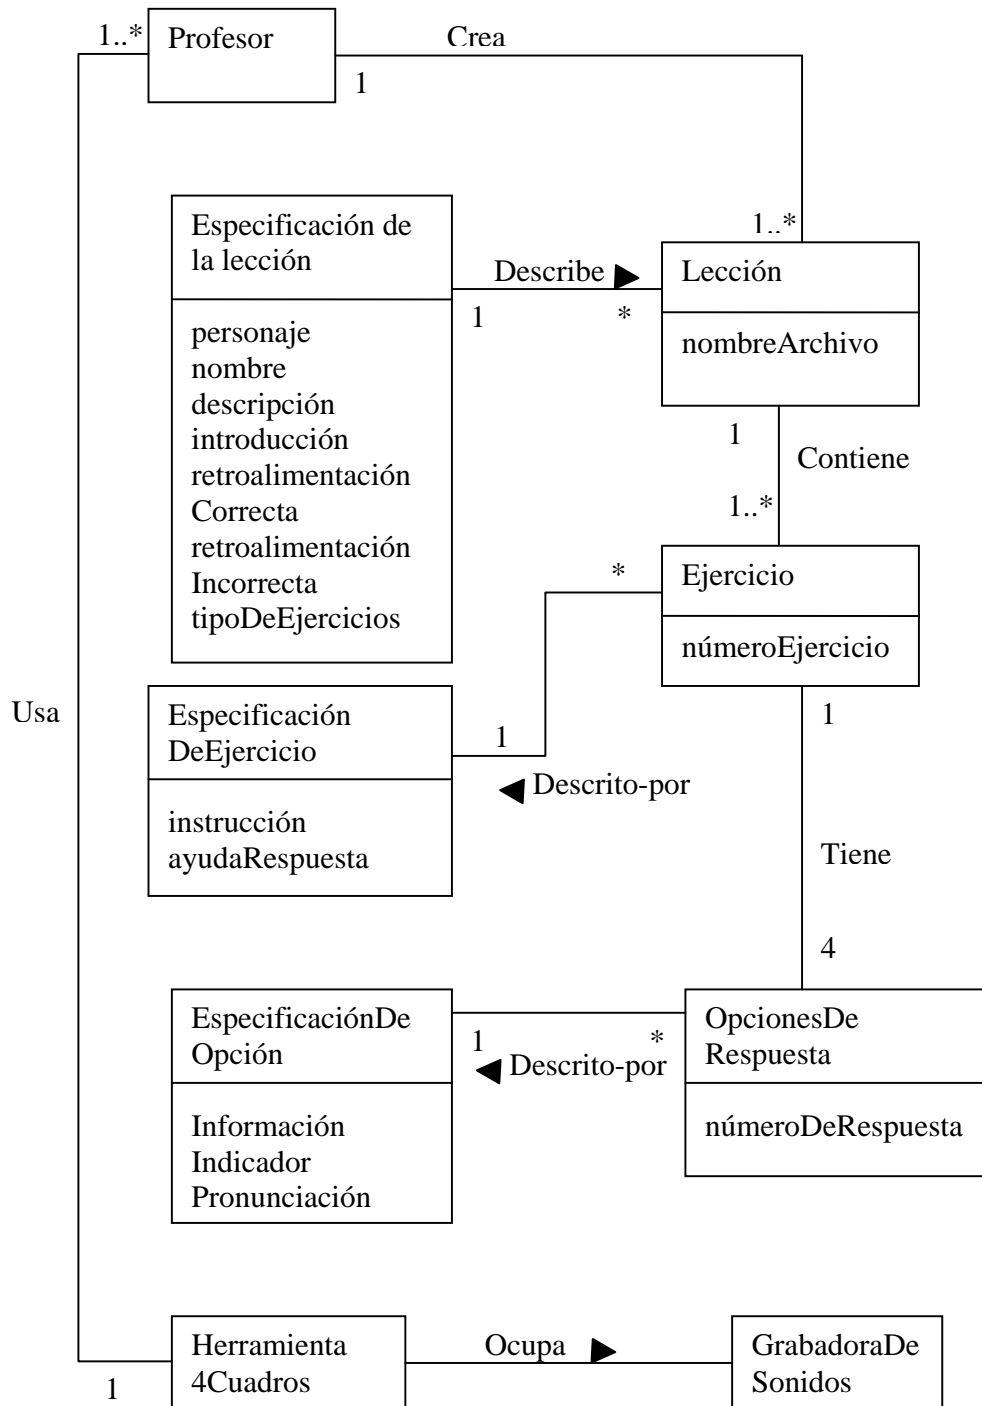 1..*
Profesor
Crea
1
1..*
Especificación de
la lección
Describe
1
*
Lección
personaje
nombre
descripción
introducción
retroalimentación
Correcta
retroalimentación
Incorrecta
tipoDeEjercicios
nombreArchivo
1
Contiene
1..*
*
Ejercicio
númeroEjercicio
Usa
Especificación
DeEjercicio
1
1
Descrito-por
instrucción
ayudaRespuesta
Tiene
4
EspecificaciónDe
Opción
1
*
Descrito-por
OpcionesDe
Respuesta
Información
Indicador
Pronunciación
númeroDeRespuesta
Herramienta
4Cuadros
Ocupa
GrabadoraDe
Sonidos
1